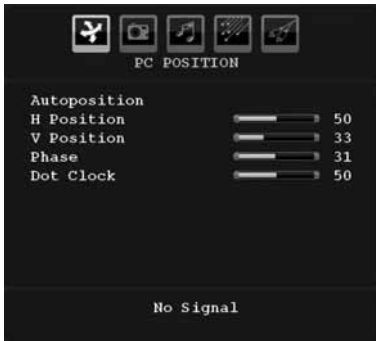 PC POSITION
Autoposition
H Position 50
V Position 33
Phase 31
Dot Clock 50
No Signal